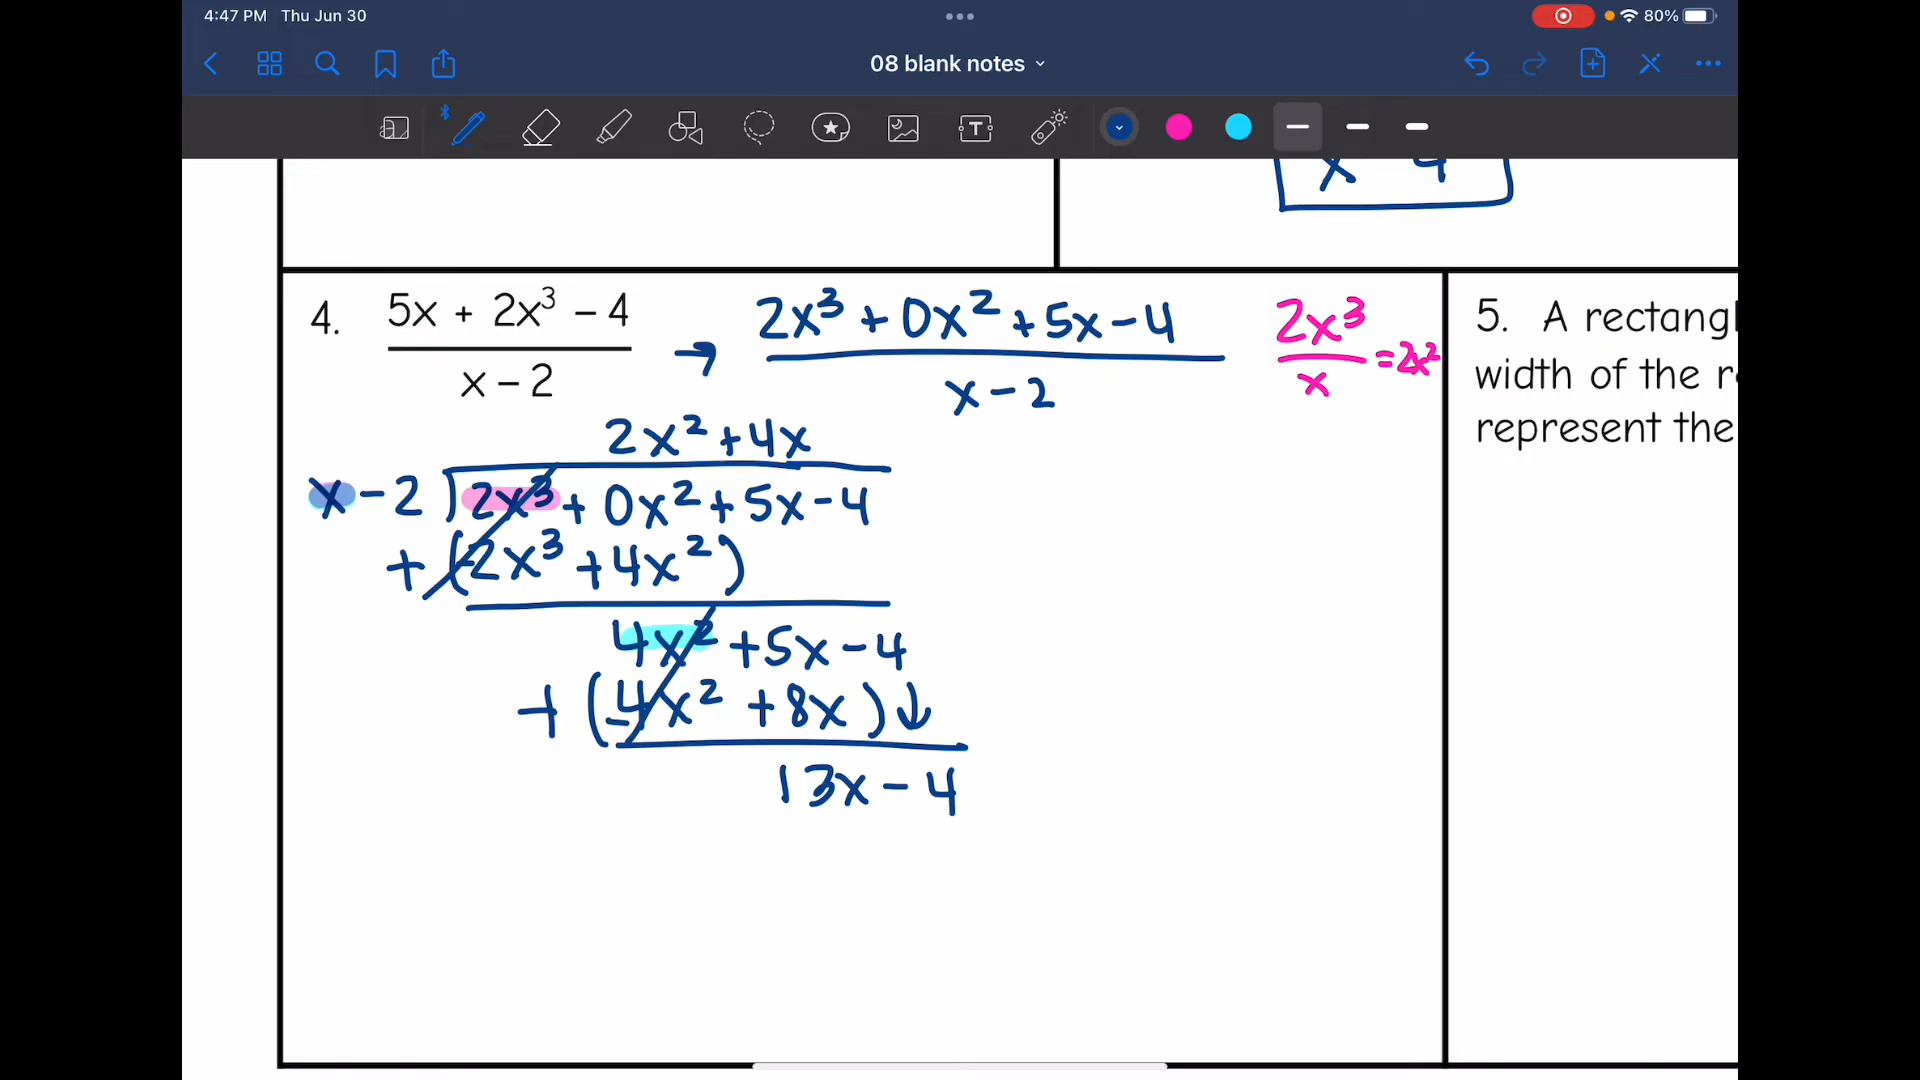 4:47 PM Thu Jun 30
80%
08 blank notes
x 4
4. 5x + 2x³ − 4
x − 2
→ 2x³ + 0x² + 5x − 4
x − 2
2x³
x
= 2x²
5. A rectang
width of the r
represent the
2x² + 4x
x − 2 ) 2x³ + 0x² + 5x − 4
+ (−2x³ + 4x²)
4x² + 5x − 4
+ (−4x² + 8x) ↓
13x − 4